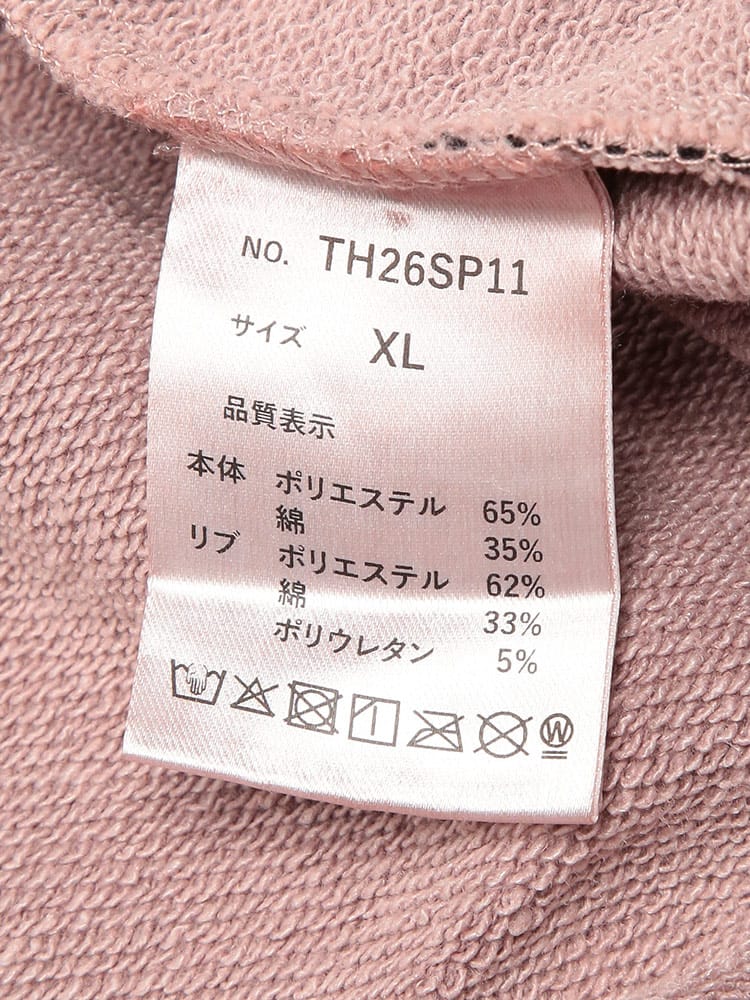 NO. TH26SP11
サイズ XL
品質表示
本体 ポリエステル 65%
綿 35%
リブ ポリエステル 62%
綿 33%
ポリウレタン 5%
W